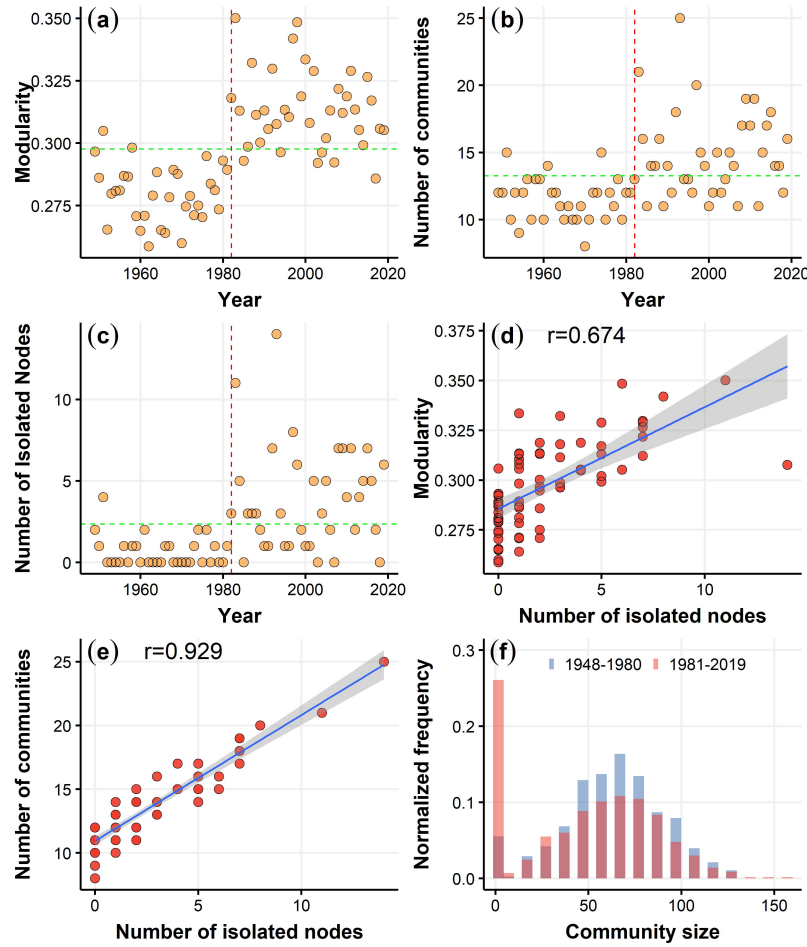 (a)
Modularity
0.350
0.325
0.300
0.275
1960
1980
2000
2020
Year
(b)
Number of communities
25
20
15
10
1960
1980
2000
2020
Year
(c)
Number of Isolated Nodes
10
5
0
1960
1980
2000
2020
Year
(d)
r=0.674
Modularity
0.375
0.350
0.325
0.300
0.275
0
5
10
Number of isolated nodes
(e)
r=0.929
Number of communities
25
20
15
10
0
5
10
Number of isolated nodes
(f)
1948-1980
1981-2019
Normalized frequency
0.3
0.2
0.1
0.0
0
50
100
150
Community size